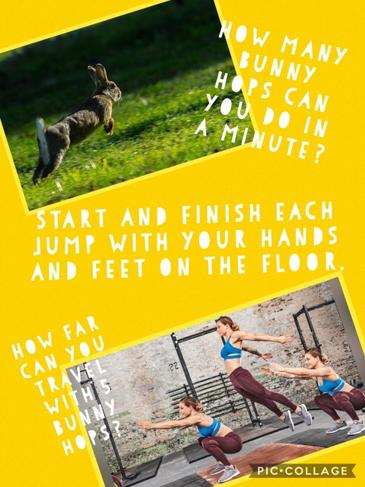 HOW MANY
BUNNY
HOPS CAN
YOU DO IN
A MINUTE?
START AND FINISH EACH
JUMP WITH YOUR HANDS
AND FEET ON THE FLOOR.
HOW FAR
CAN YOU
TRAVEL
WITH 5
BUNNY
HOPS?
PIC•COLLAGE